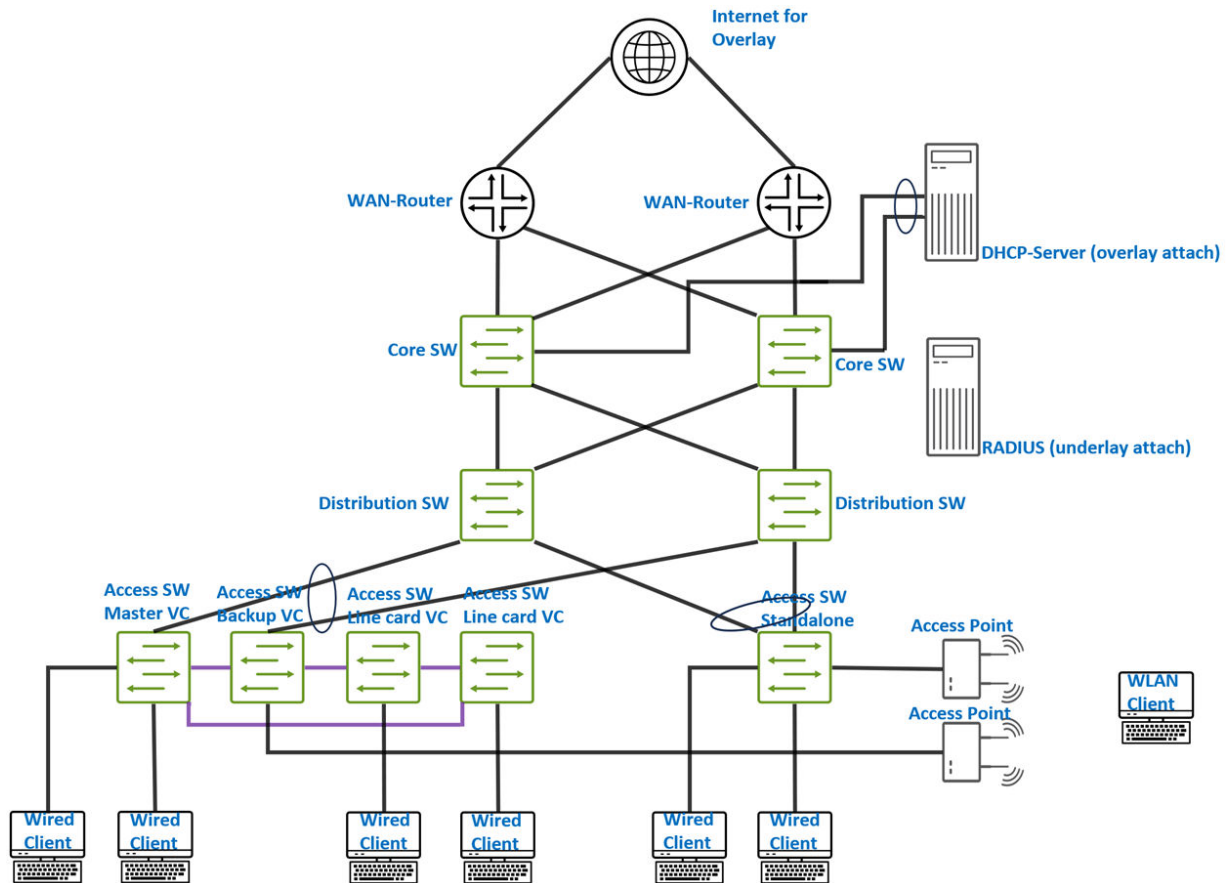 Internet for
Overlay
WAN-Router
WAN-Router
DHCP-Server (overlay attach)
Core SW
Core SW
RADIUS (underlay attach)
Distribution SW
Distribution SW
Access SW
Master VC
Access SW
Backup VC
Access SW
Line card VC
Access SW
Line card VC
Access SW
Standalone
Access Point
WLAN
Client
Access Point
Wired
Client
Wired
Client
Wired
Client
Wired
Client
Wired
Client
Wired
Client